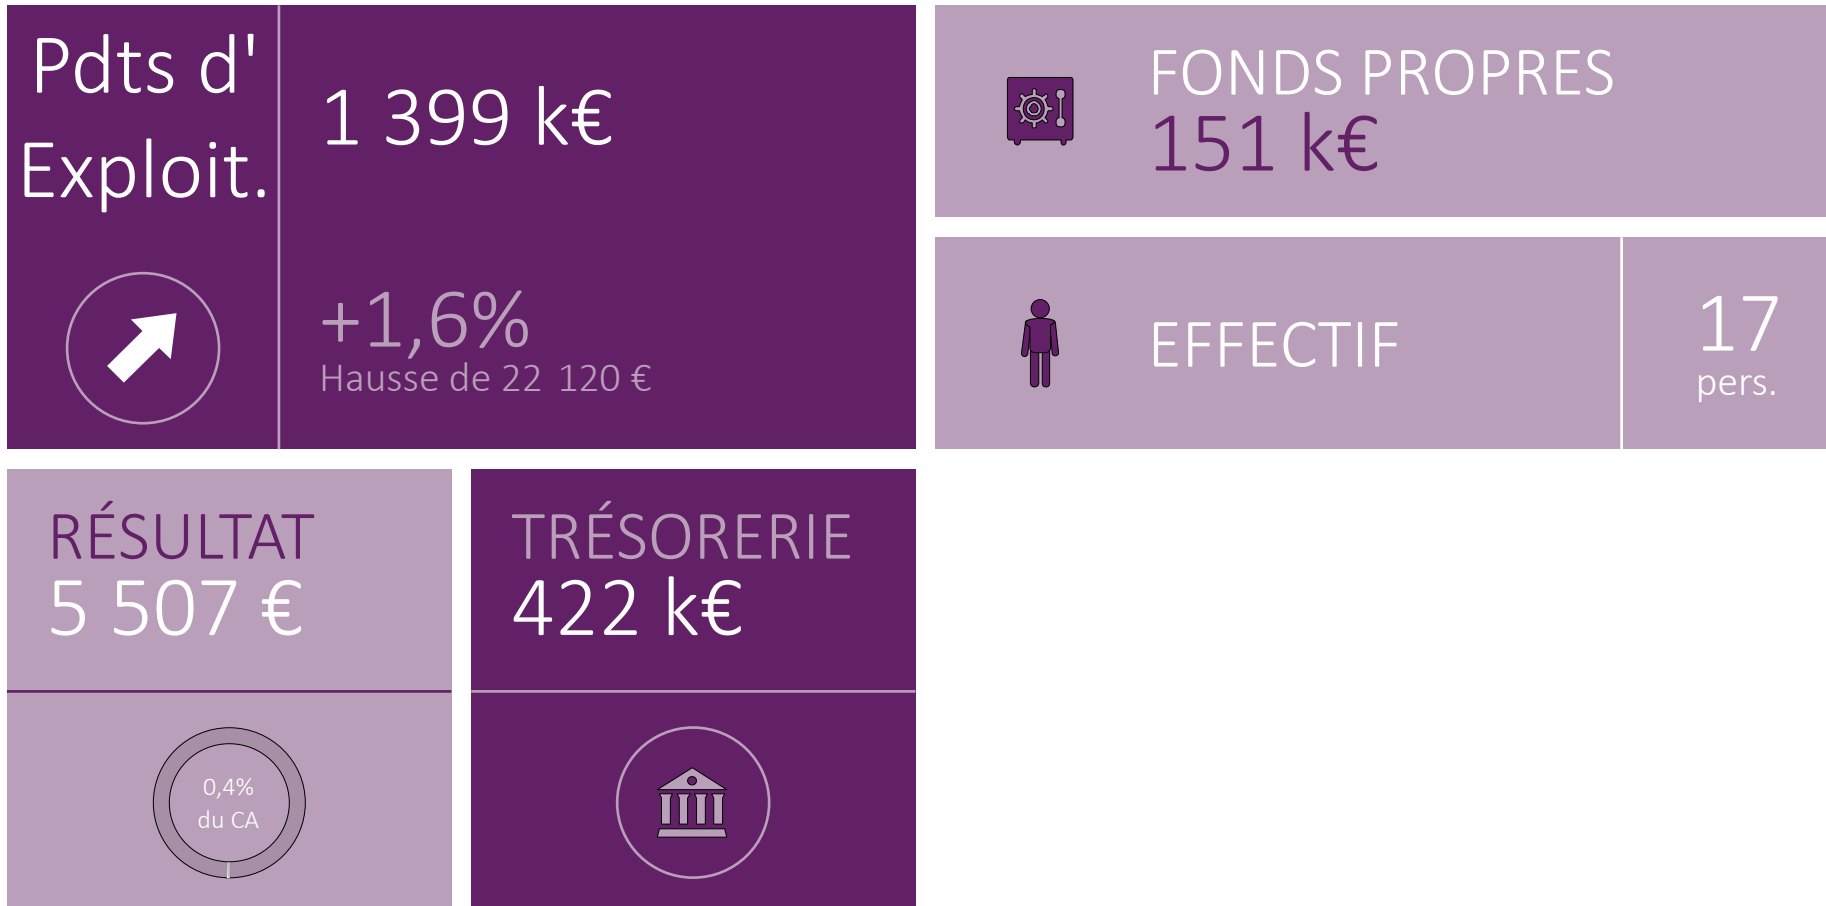 Pdts d'
Exploit.
1 399 k€
+1,6%
Hausse de 22 120 €
FONDS PROPRES
151 k€
EFFECTIF
17
pers.
RÉSULTAT
5 507 €
0,4%
du CA
TRÉSORERIE
422 k€